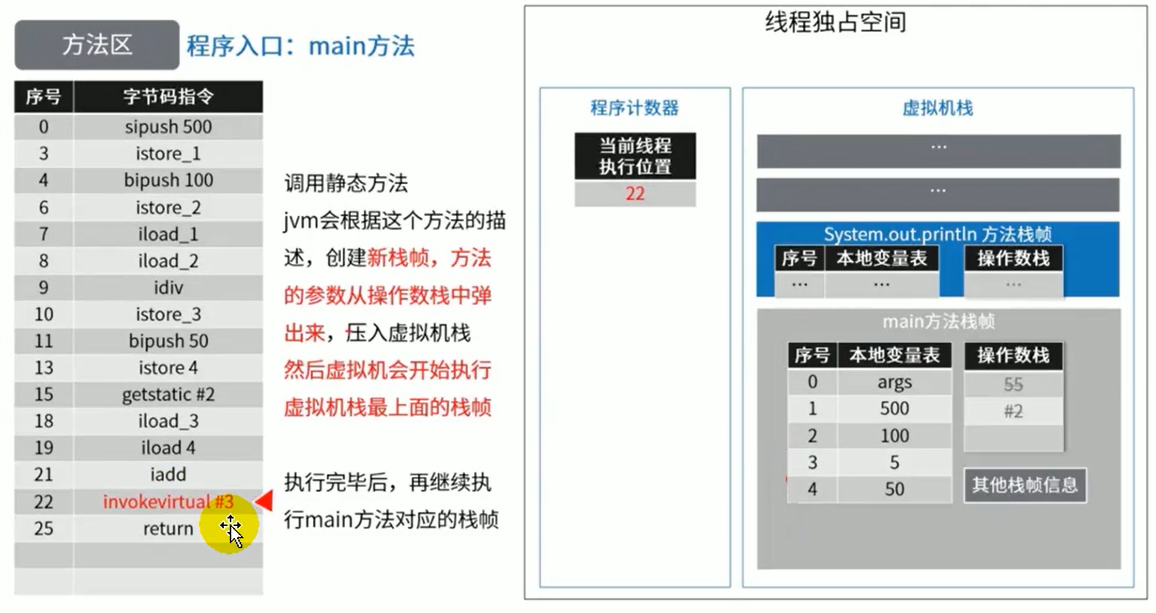 方法区
程序入口：main方法
序号 字节码指令
0 sipush 500
3 istore_1
4 bipush 100
6 istore_2
7 iload_1
8 iload_2
9 idiv
10 istore_3
11 bipush 50
13 istore 4
15 getstatic #2
18 iload_3
19 iload 4
21 iadd
22 invokevirtual #3
25 return
调用静态方法
jvm会根据这个方法的描
述，创建新栈帧，方法
的参数从操作数栈中弹
出来，压入虚拟机栈
然后虚拟机会开始执行
虚拟机栈最上面的栈帧
执行完毕后，再继续执
行main方法对应的栈帧
线程独占空间
程序计数器
当前线程
执行位置
22
虚拟机栈
...
...
System.out.println 方法栈帧
序号 本地变量表 操作数栈
... ... ...
main方法栈帧
序号 本地变量表 操作数栈
0 args 55
1 500 #2
2 100
3 5
4 50
其他栈帧信息